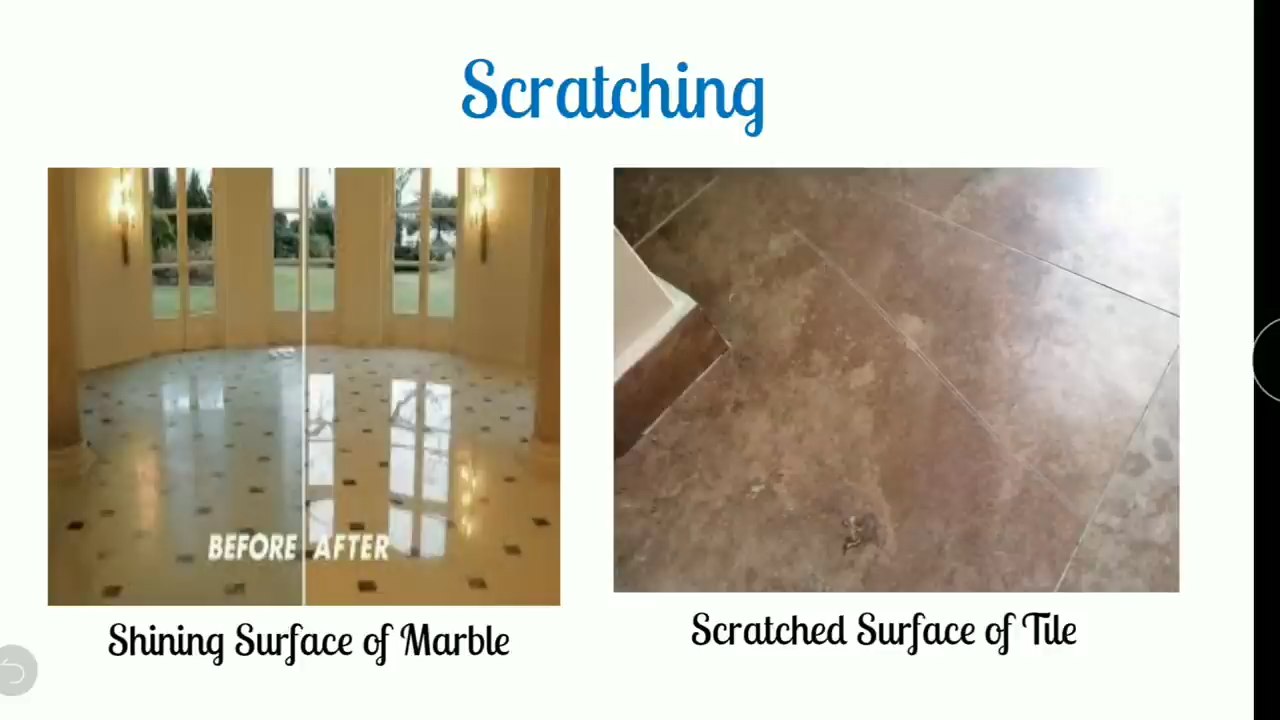 Scratching
BEFORE AFTER
Shining Surface of Marble
Scratched Surface of Tile